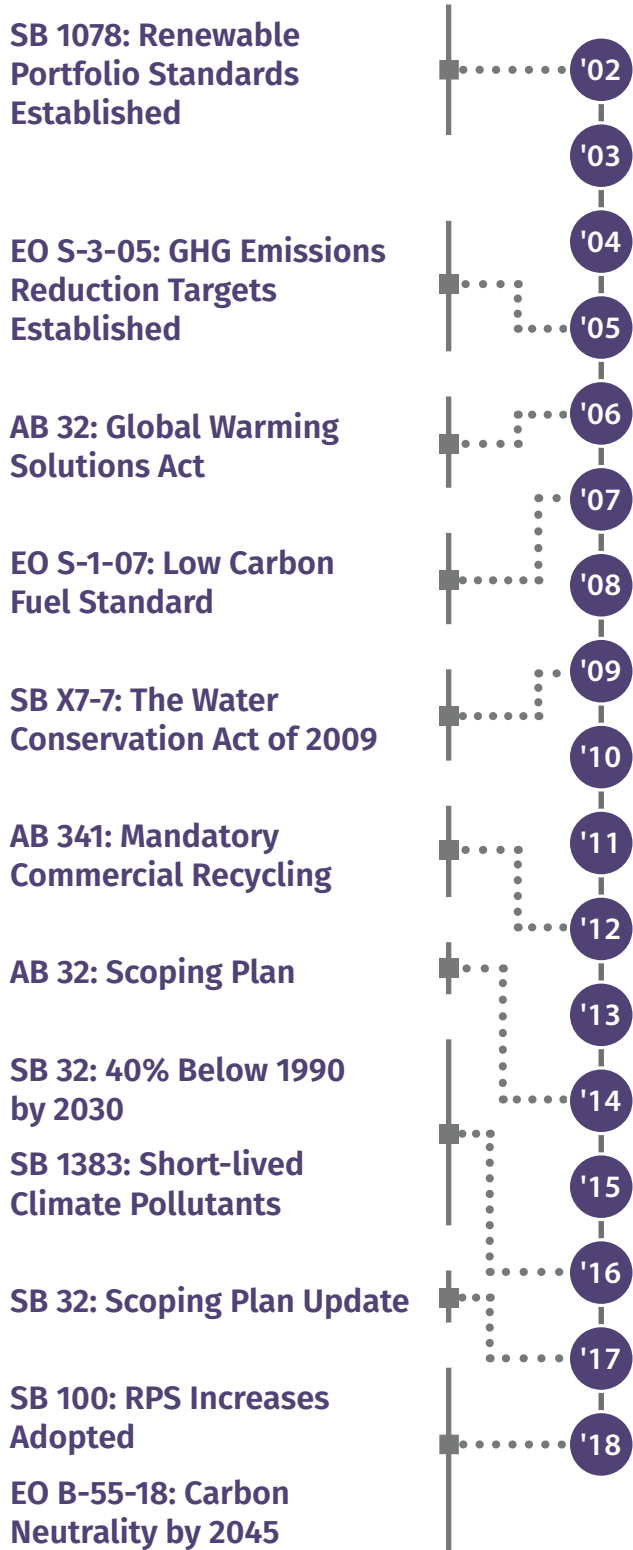 SB 1078: Renewable
Portfolio Standards
Established
EO S-3-05: GHG Emissions
Reduction Targets
Established
AB 32: Global Warming
Solutions Act
EO S-1-07: Low Carbon
Fuel Standard
SB X7-7: The Water
Conservation Act of 2009
AB 341: Mandatory
Commercial Recycling
AB 32: Scoping Plan
SB 32: 40% Below 1990
by 2030
SB 1383: Short-lived
Climate Pollutants
SB 32: Scoping Plan Update
SB 100: RPS Increases
Adopted
EO B-55-18: Carbon
Neutrality by 2045
'02
'03
'04
'05
'06
'07
'08
'09
'10
'11
'12
'13
'14
'15
'16
'17
'18